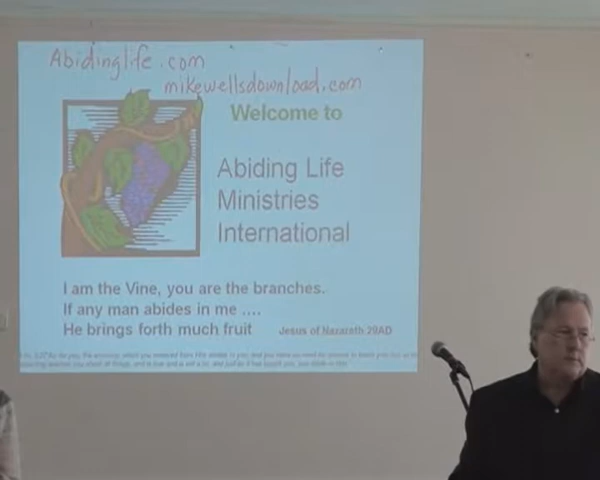 Abidinglife.com
mikewellsdownload.com
Welcome to
Abiding Life
Ministries
International
I am the Vine, you are the branches.
If any man abides in me ....
He brings forth much fruit Jesus of Nazareth 29AD